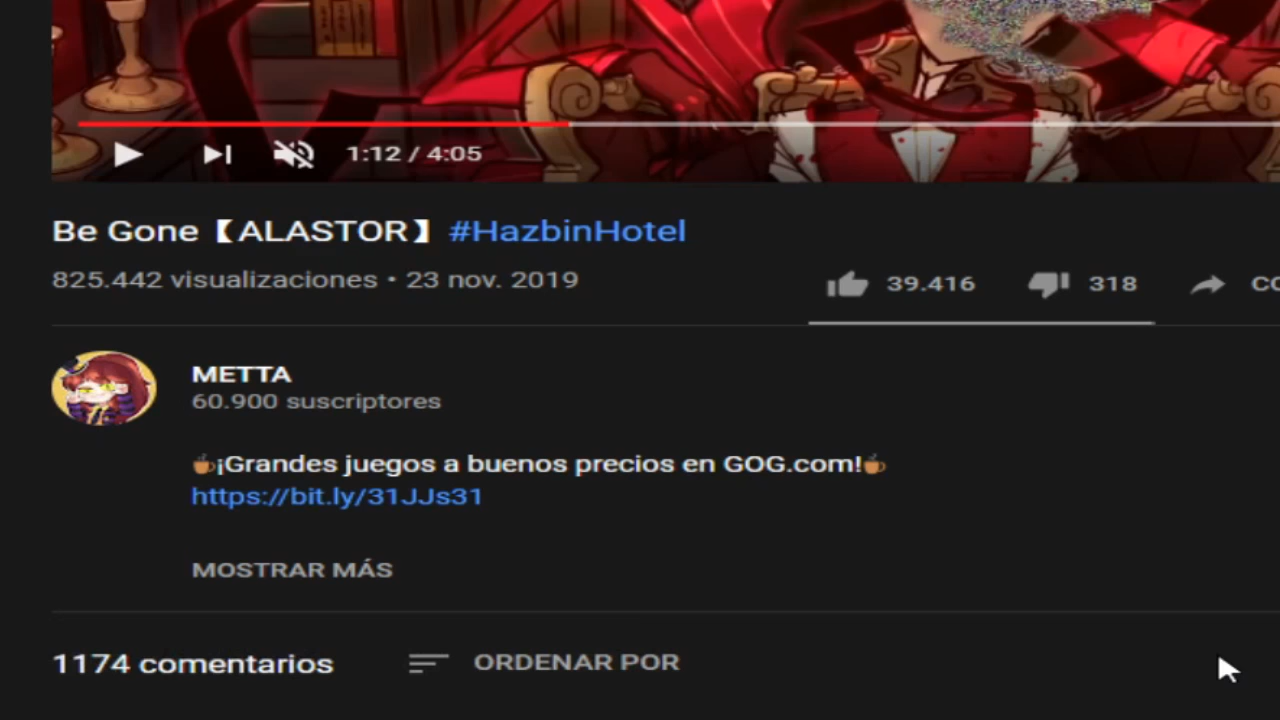 1:12 / 4:05
Be Gone【ALASTOR】 #HazbinHotel
825.442 visualizaciones • 23 nov. 2019
39.416 318
METTA
60.900 suscriptores
☕¡Grandes juegos a buenos precios en GOG.com!☕
https://bit.ly/31JJs31
MOSTRAR MÁS
1174 comentarios ORDENAR POR